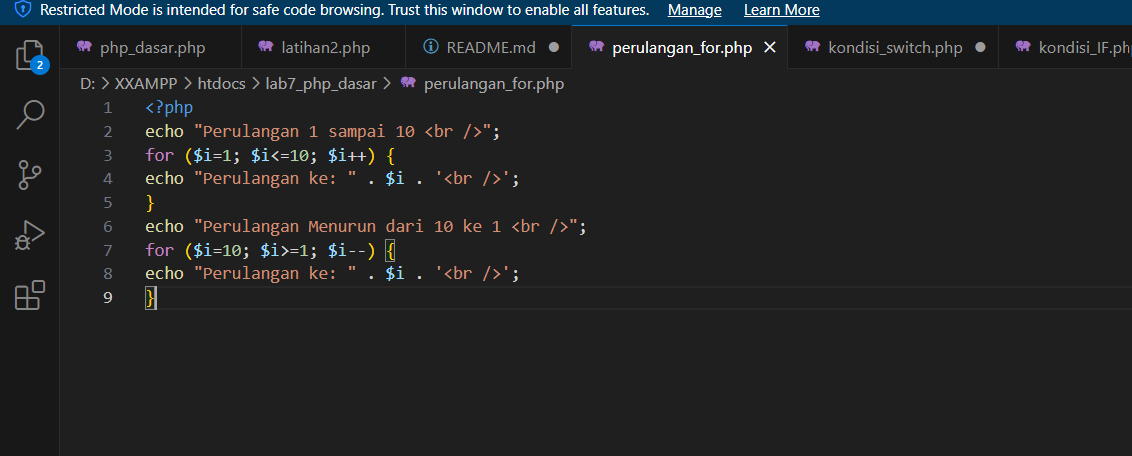 Restricted Mode is intended for safe code browsing. Trust this window to enable all features. Manage Learn More
php_dasar.php latihan2.php README.md perulangan_for.php kondisi_switch.php kondisi_IF.ph
2
D: > XXAMPP > htdocs > lab7_php_dasar > perulangan_for.php
1 <?php
2 echo "Perulangan 1 sampai 10 <br />";
3 for ($i=1; $i<=10; $i++) {
4 echo "Perulangan ke: " . $i . '<br />';
5 }
6 echo "Perulangan Menurun dari 10 ke 1 <br />";
7 for ($i=10; $i>=1; $i--) {
8 echo "Perulangan ke: " . $i . '<br />';
9 }